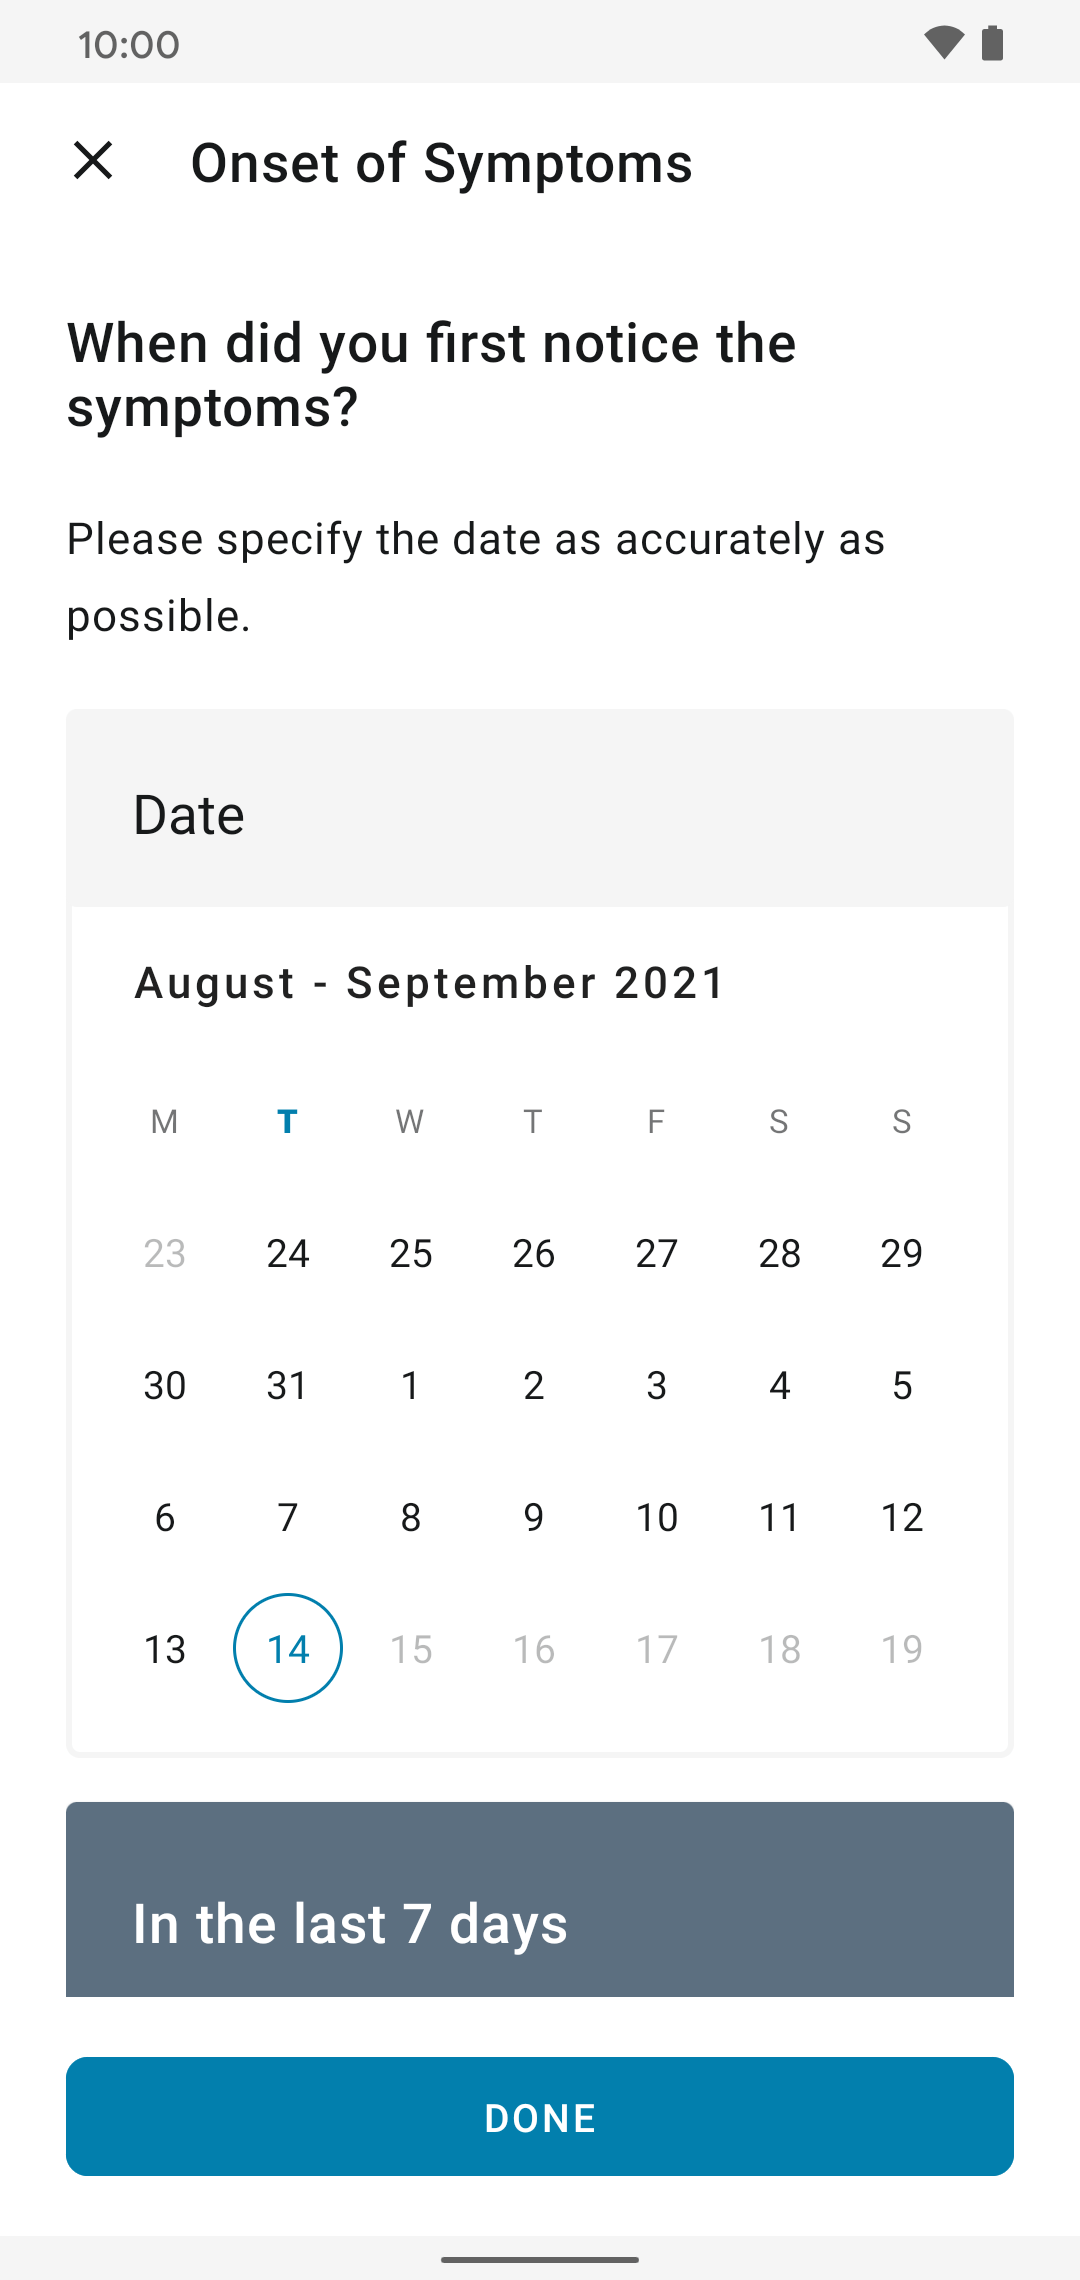 10:00
Onset of Symptoms
When did you first notice the
symptoms?
Please specify the date as accurately as
possible.
Date
August - September 2021
M T W T F S S
23 24 25 26 27 28 29
30 31 1 2 3 4 5
6 7 8 9 10 11 12
13 14 15 16 17 18 19
In the last 7 days
DONE